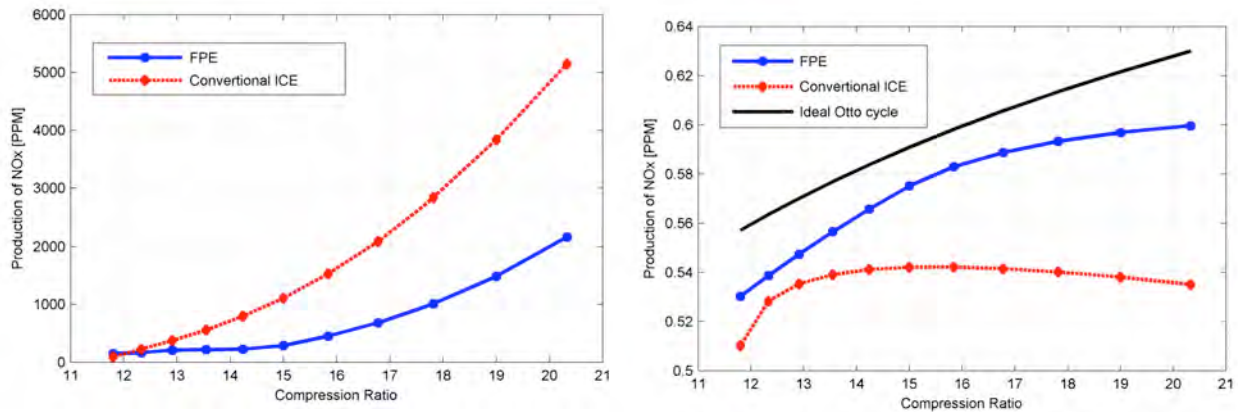 6000
5000
4000
3000
2000
1000
0
Production of NOx [PPM]
FPE
Convertional ICE
11 12 13 14 15 16 17 18 19 20 21
Compression Ratio
0.64
0.62
0.6
0.58
0.56
0.54
0.52
0.5
Production of NOx [PPM]
FPE
Convertional ICE
Ideal Otto cycle
11 12 13 14 15 16 17 18 19 20 21
Compression Ratio